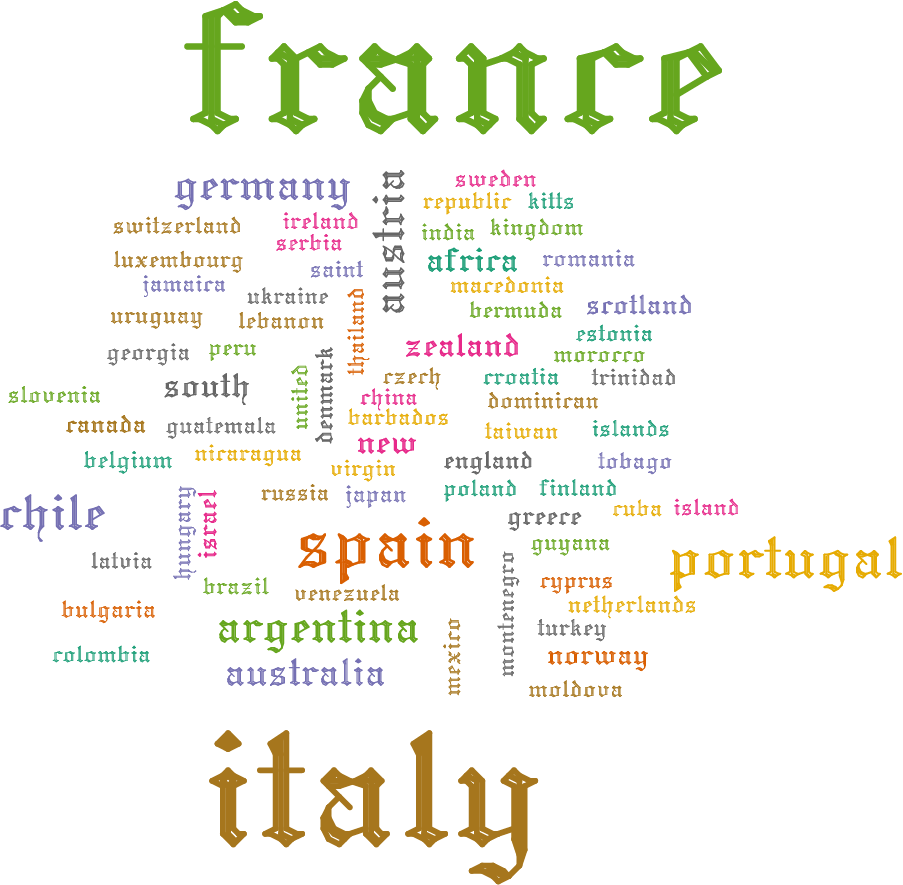 france
germany
austria
sweden
republic
kitts
switzerland
ireland
india
kingdom
serbia
luxembourg
saint
africa
romania
jamaica
ukraine
thailand
macedonia
scotland
uruguay
lebanon
bermuda
georgia
peru
denmark
zealand
estonia
morocco
slovenia
south
united
czech
croatia
trinidad
china
dominican
canada
guatemala
barbados
taiwan
islands
new
belgium
nicaragua
virgin
england
tobago
chile
hungary
israel
russia
japan
poland
finland
cuba
island
greece
spain
latvia
guyana
portugal
brazil
venezuela
montenegro
cyprus
bulgaria
netherlands
argentina
mexico
turkey
colombia
australia
norway
moldova
italy